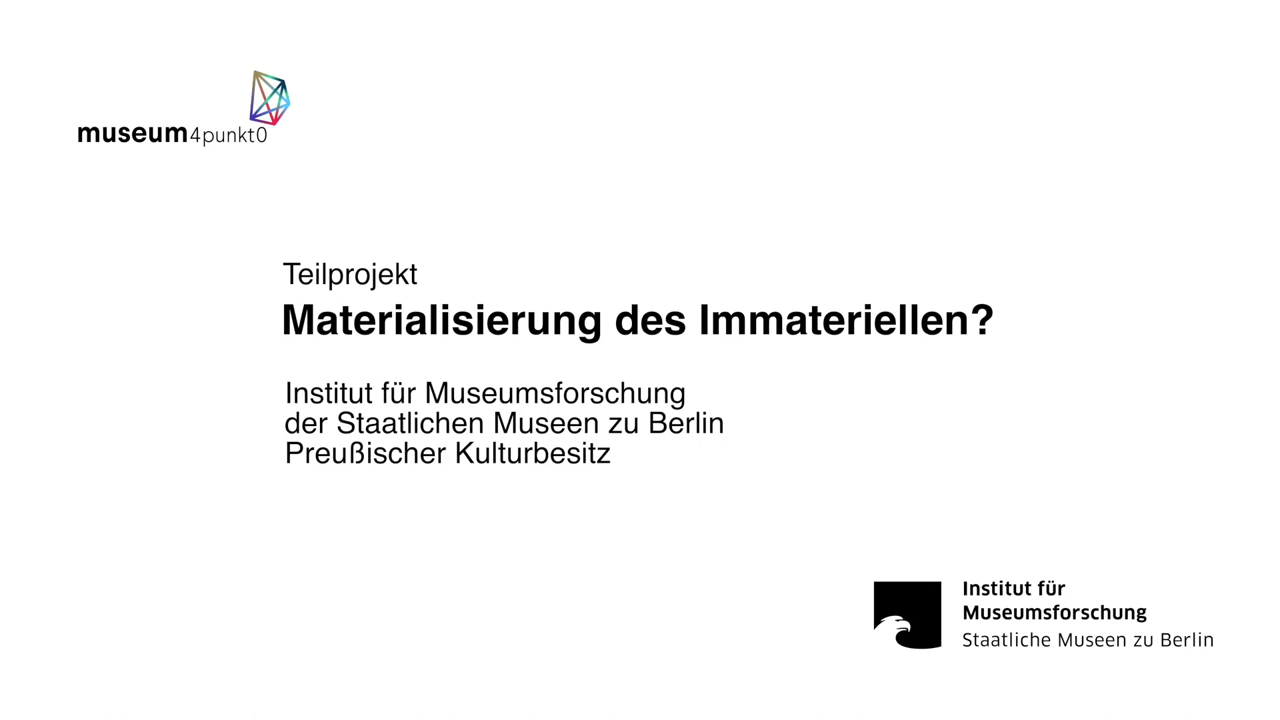 museum4punkt0
Teilprojekt
Materialisierung des Immateriellen?
Institut für Museumsforschung
der Staatlichen Museen zu Berlin
Preußischer Kulturbesitz
Institut für
Museumsforschung
Staatliche Museen zu Berlin